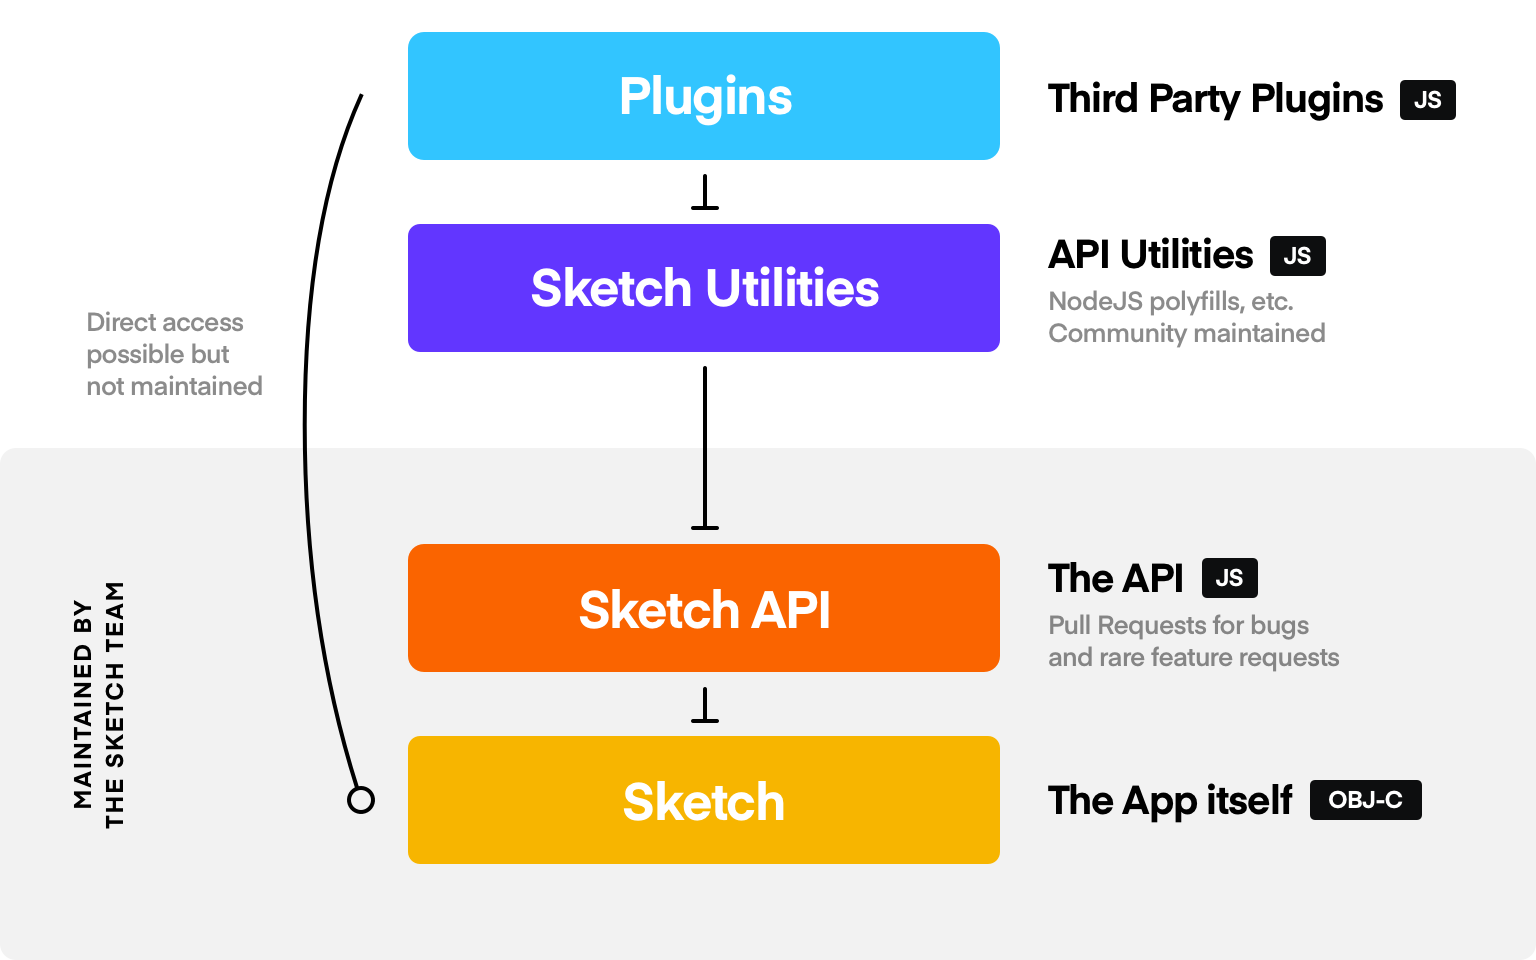 Plugins
Third Party Plugins JS
Sketch Utilities
API Utilities JS
NodeJS polyfills, etc.
Community maintained
Direct access
possible but
not maintained
MAINTAINED BY
THE SKETCH TEAM
Sketch API
The API JS
Pull Requests for bugs
and rare feature requests
Sketch
The App itself OBJ-C